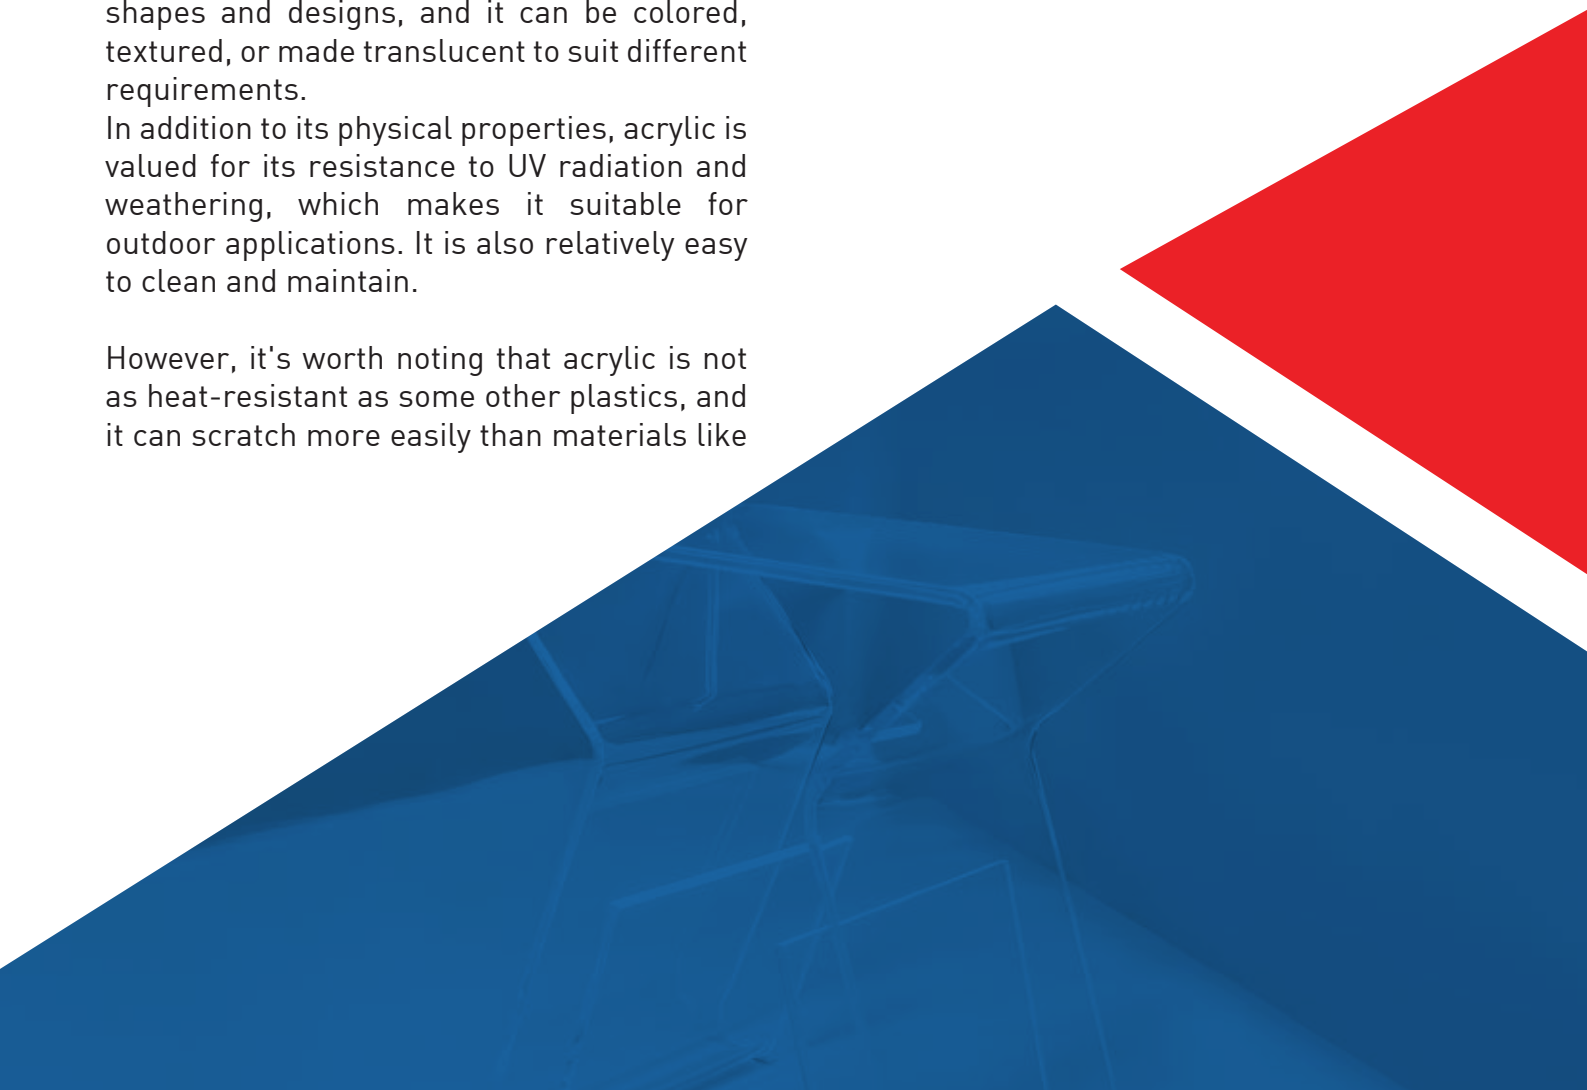 shapes and designs, and it can be colored,
textured, or made translucent to suit different
requirements.
In addition to its physical properties, acrylic is
valued for its resistance to UV radiation and
weathering, which makes it suitable for
outdoor applications. It is also relatively easy
to clean and maintain.
However, it's worth noting that acrylic is not
as heat-resistant as some other plastics, and
it can scratch more easily than materials like